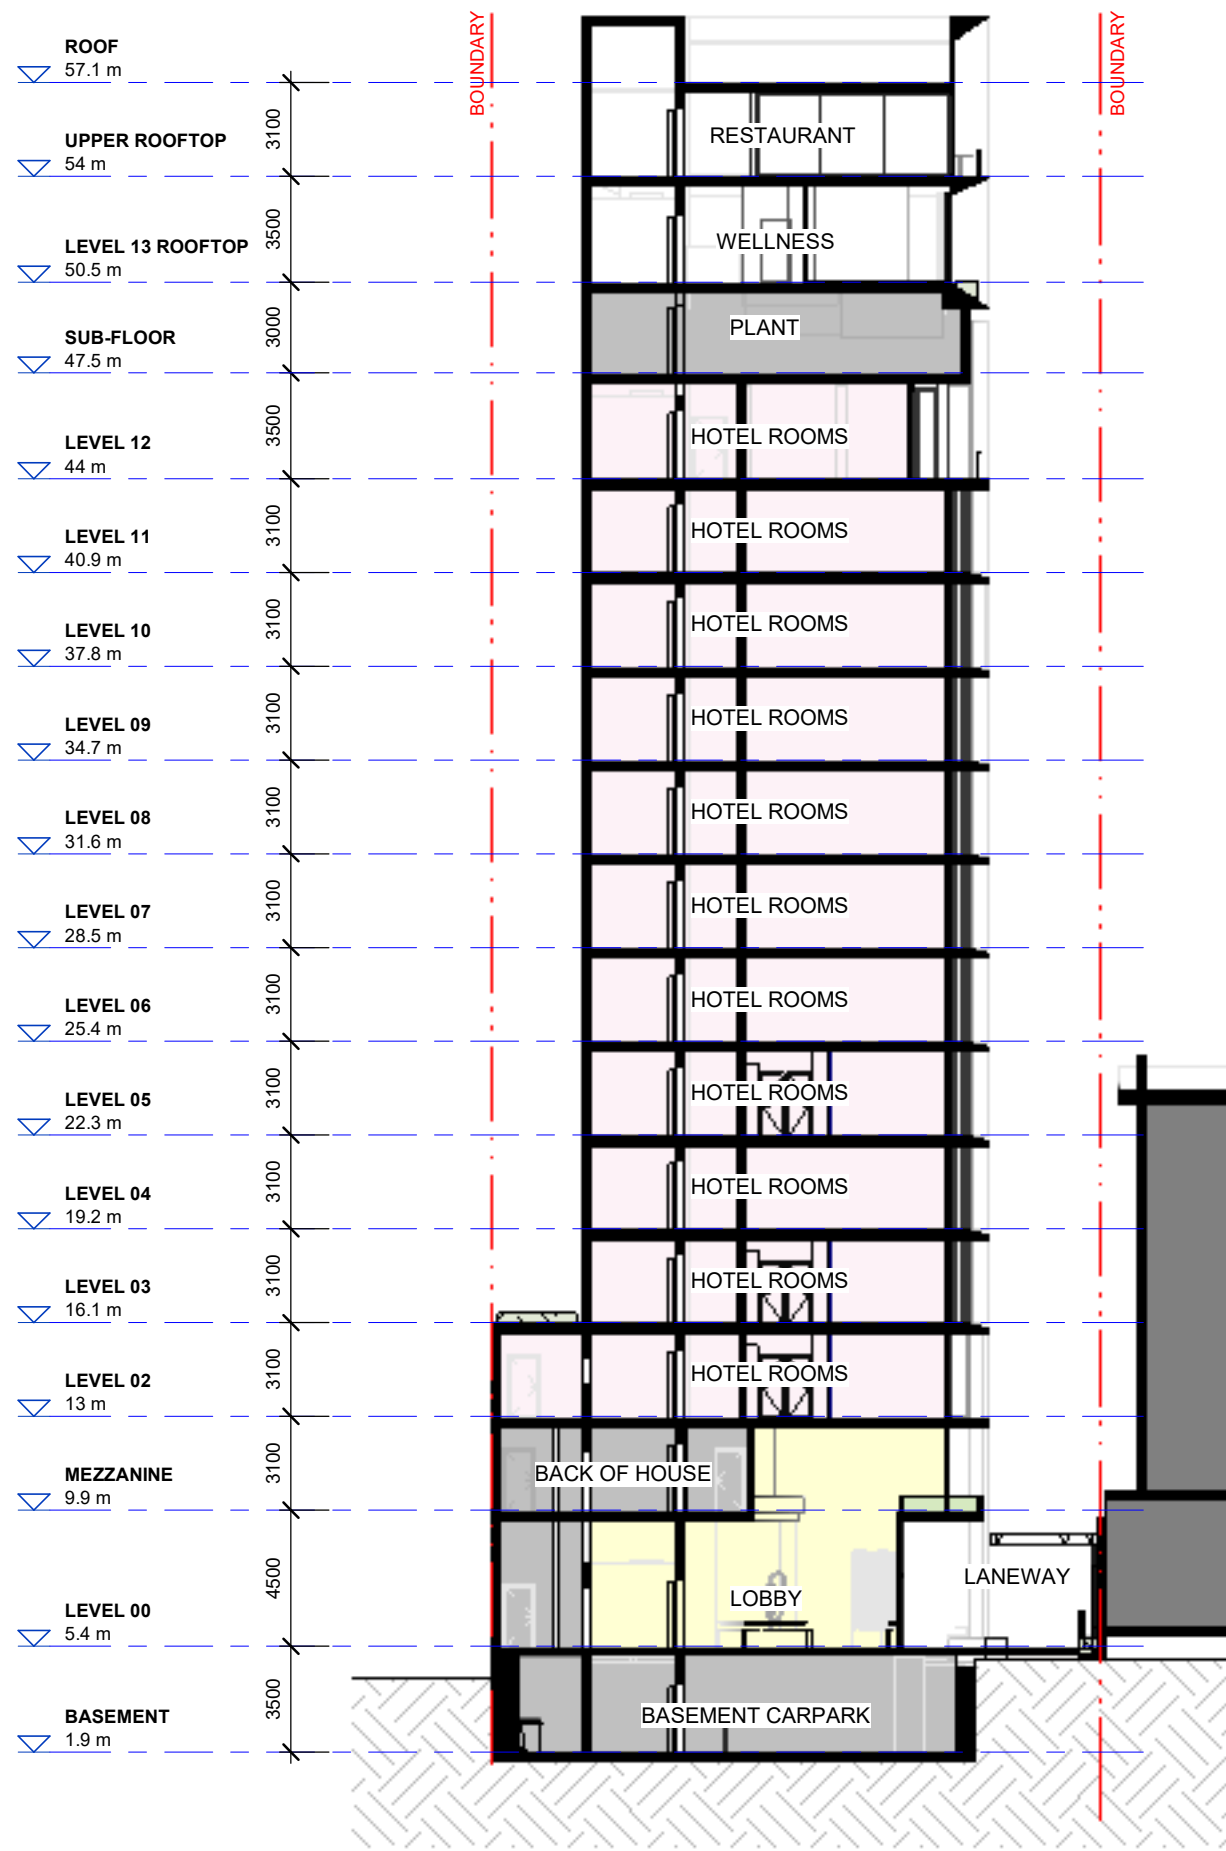 ROOF
57.1 m
BOUNDARY
BOUNDARY
3100
RESTAURANT
UPPER ROOFTOP
54 m
3500
WELLNESS
LEVEL 13 ROOFTOP
50.5 m
3000
PLANT
SUB-FLOOR
47.5 m
3500
HOTEL ROOMS
LEVEL 12
44 m
3100
HOTEL ROOMS
LEVEL 11
40.9 m
3100
HOTEL ROOMS
LEVEL 10
37.8 m
3100
HOTEL ROOMS
LEVEL 09
34.7 m
3100
HOTEL ROOMS
LEVEL 08
31.6 m
3100
HOTEL ROOMS
LEVEL 07
28.5 m
3100
HOTEL ROOMS
LEVEL 06
25.4 m
3100
HOTEL ROOMS
LEVEL 05
22.3 m
3100
HOTEL ROOMS
LEVEL 04
19.2 m
3100
HOTEL ROOMS
LEVEL 03
16.1 m
3100
HOTEL ROOMS
LEVEL 02
13 m
3100
BACK OF HOUSE
MEZZANINE
9.9 m
4500
LANEWAY
LOBBY
LEVEL 00
5.4 m
3500
BASEMENT CARPARK
BASEMENT
1.9 m